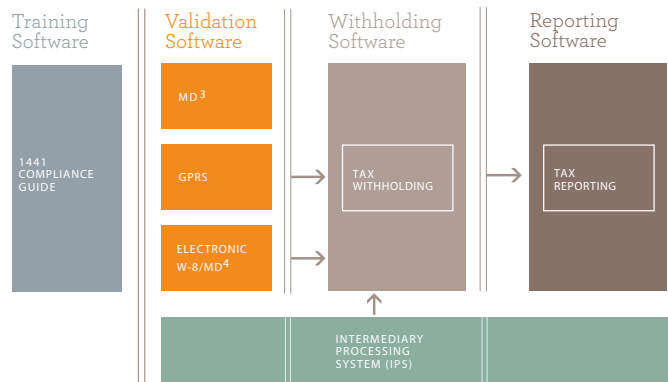 Training
Software
Validation
Software
Withholding
Software
Reporting
Software
1441
COMPLIANCE
GUIDE
MD3
GPRS
ELECTRONIC
W-8/MD4
TAX
WITHHOLDING
TAX
REPORTING
INTERMEDIARY
PROCESSING
SYSTEM (IPS)